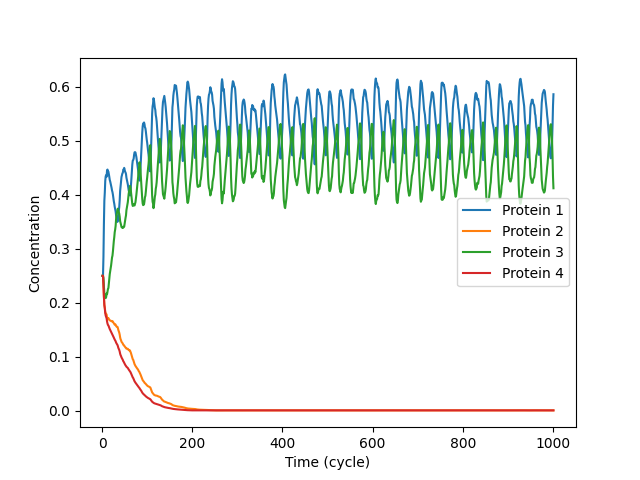 Concentration
0.6
0.5
0.4
0.3
0.2
0.1
0.0
Protein 1
Protein 2
Protein 3
Protein 4
0 200 400 600 800 1000
Time (cycle)